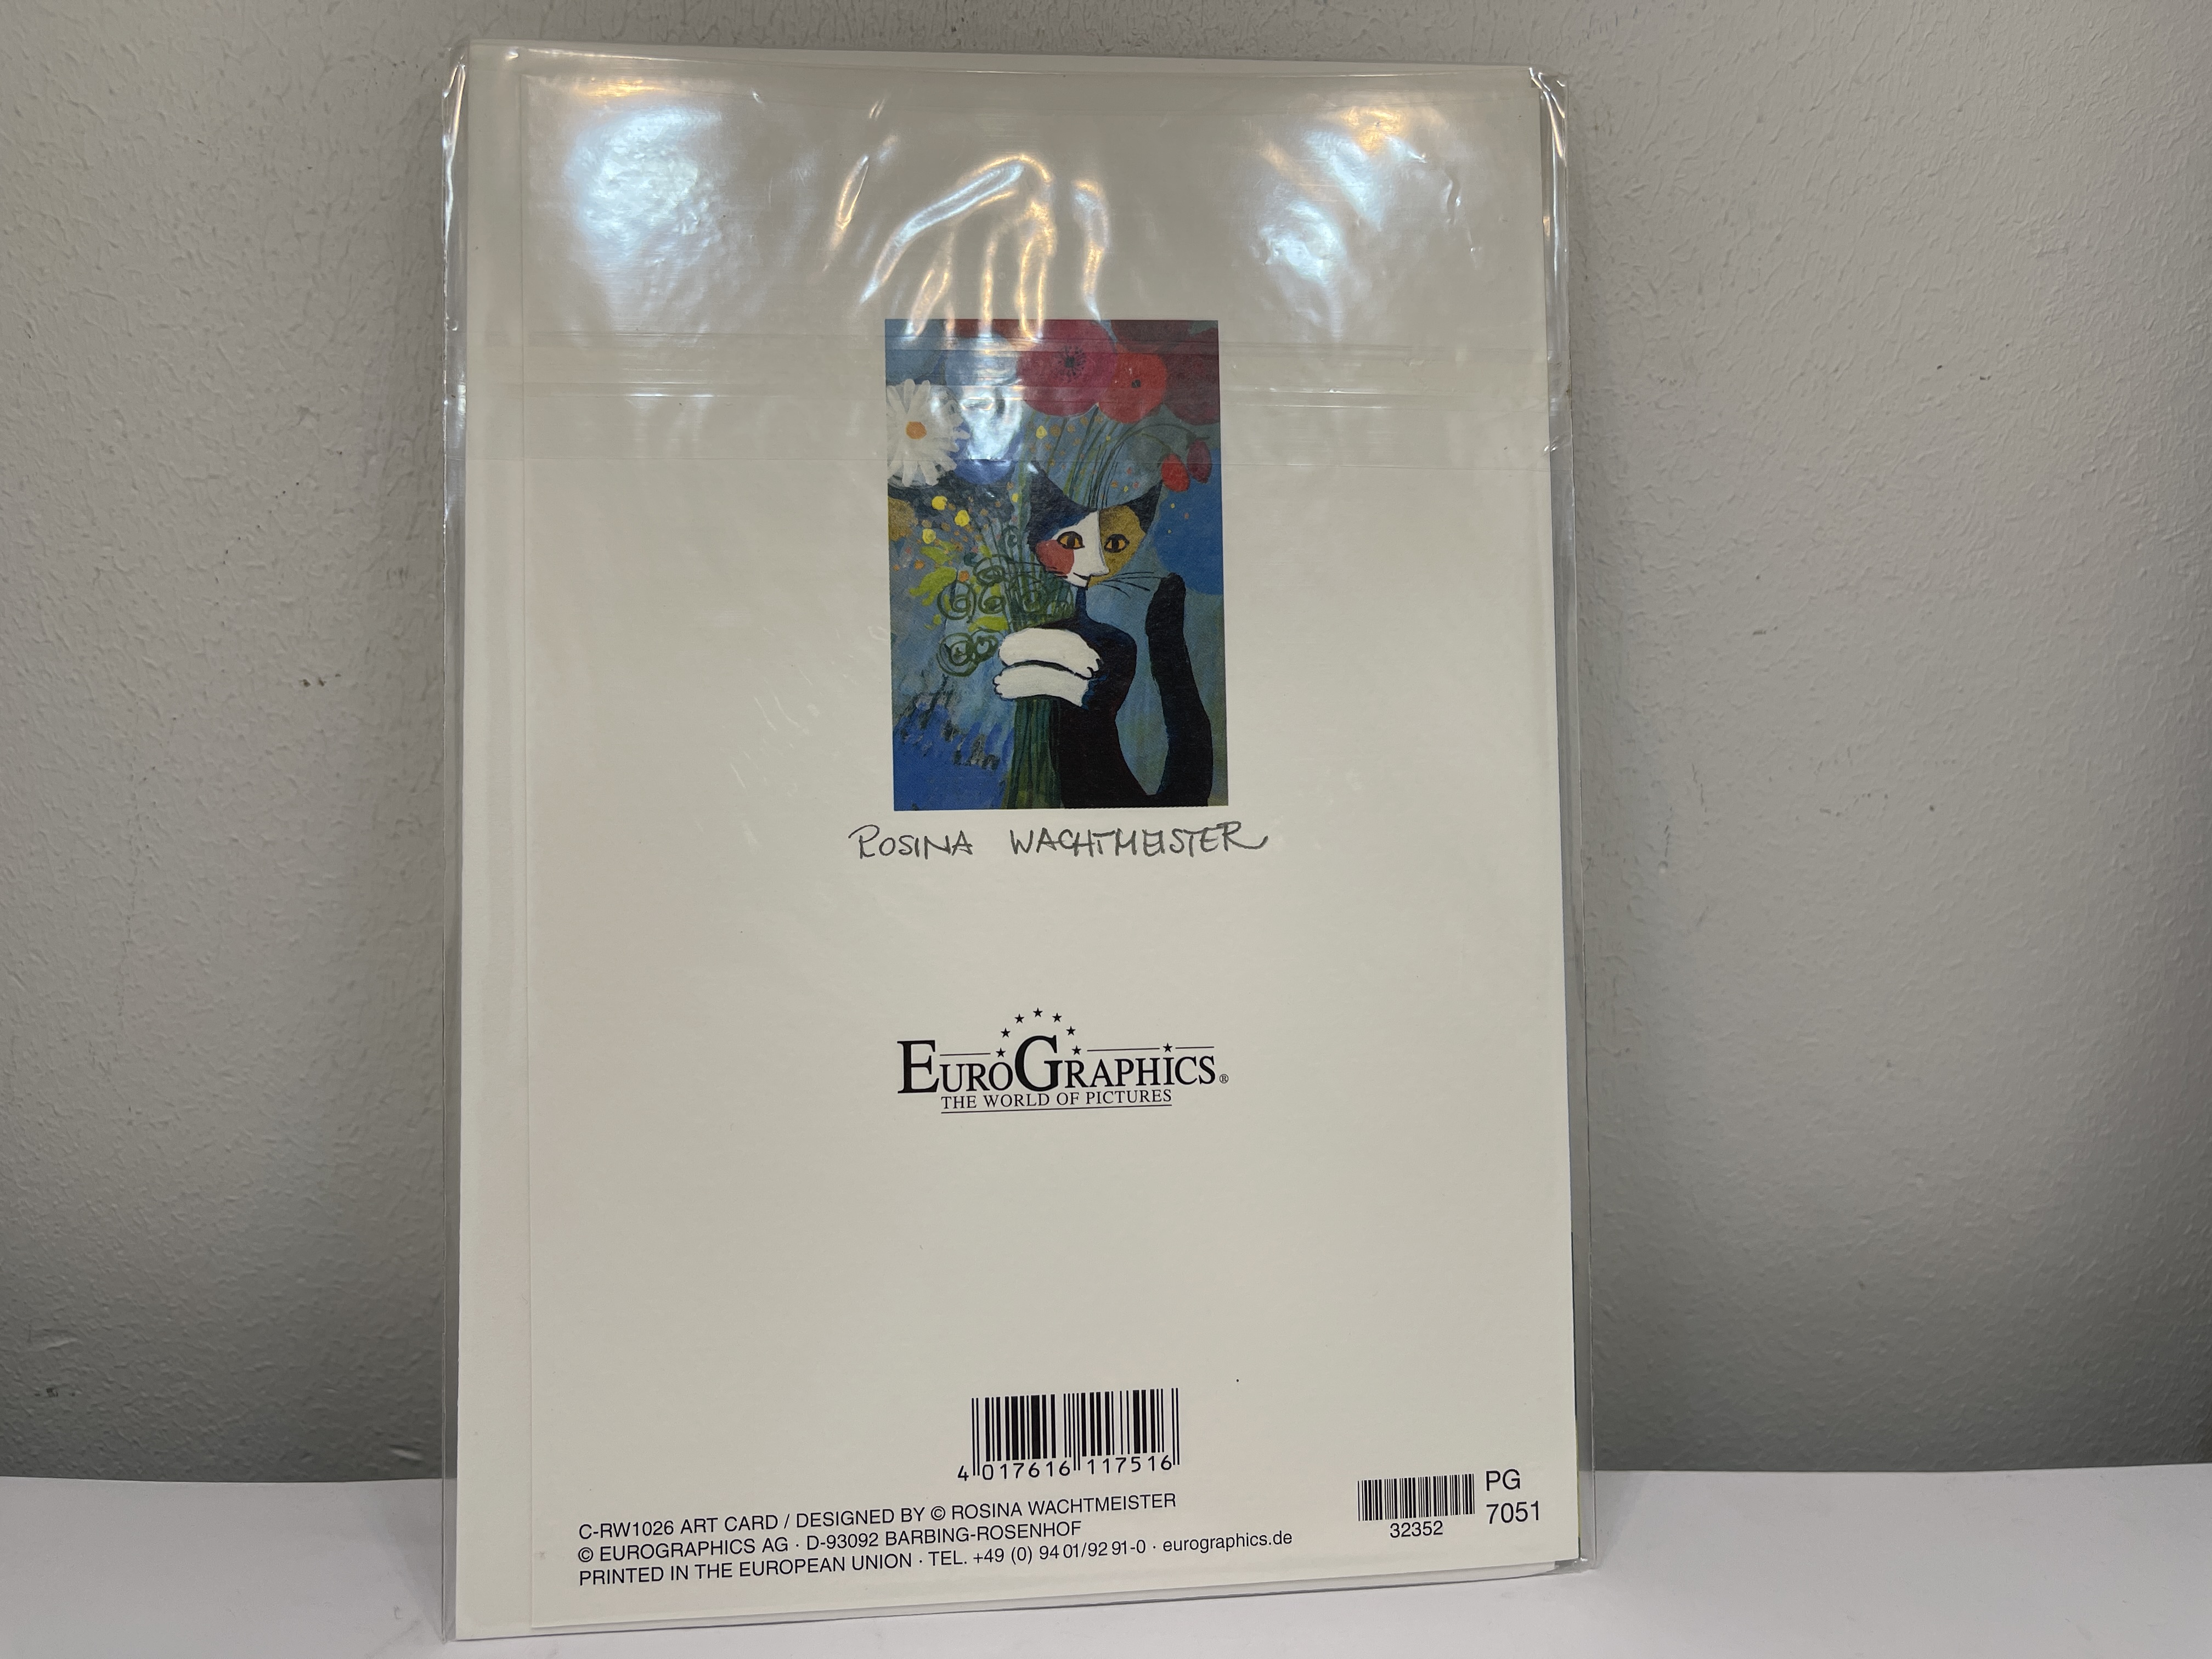 ROSINA WACHTMEISTER
EUROGRAPHICS®
THE WORLD OF PICTURES
4 017616 117516
C-RW1026 ART CARD / DESIGNED BY © ROSINA WACHTMEISTER
© EUROGRAPHICS AG · D-93092 BARBING-ROSENHOF
PRINTED IN THE EUROPEAN UNION · TEL. +49 (0) 94 01/92 91-0 · eurographics.de
32352
PG
7051